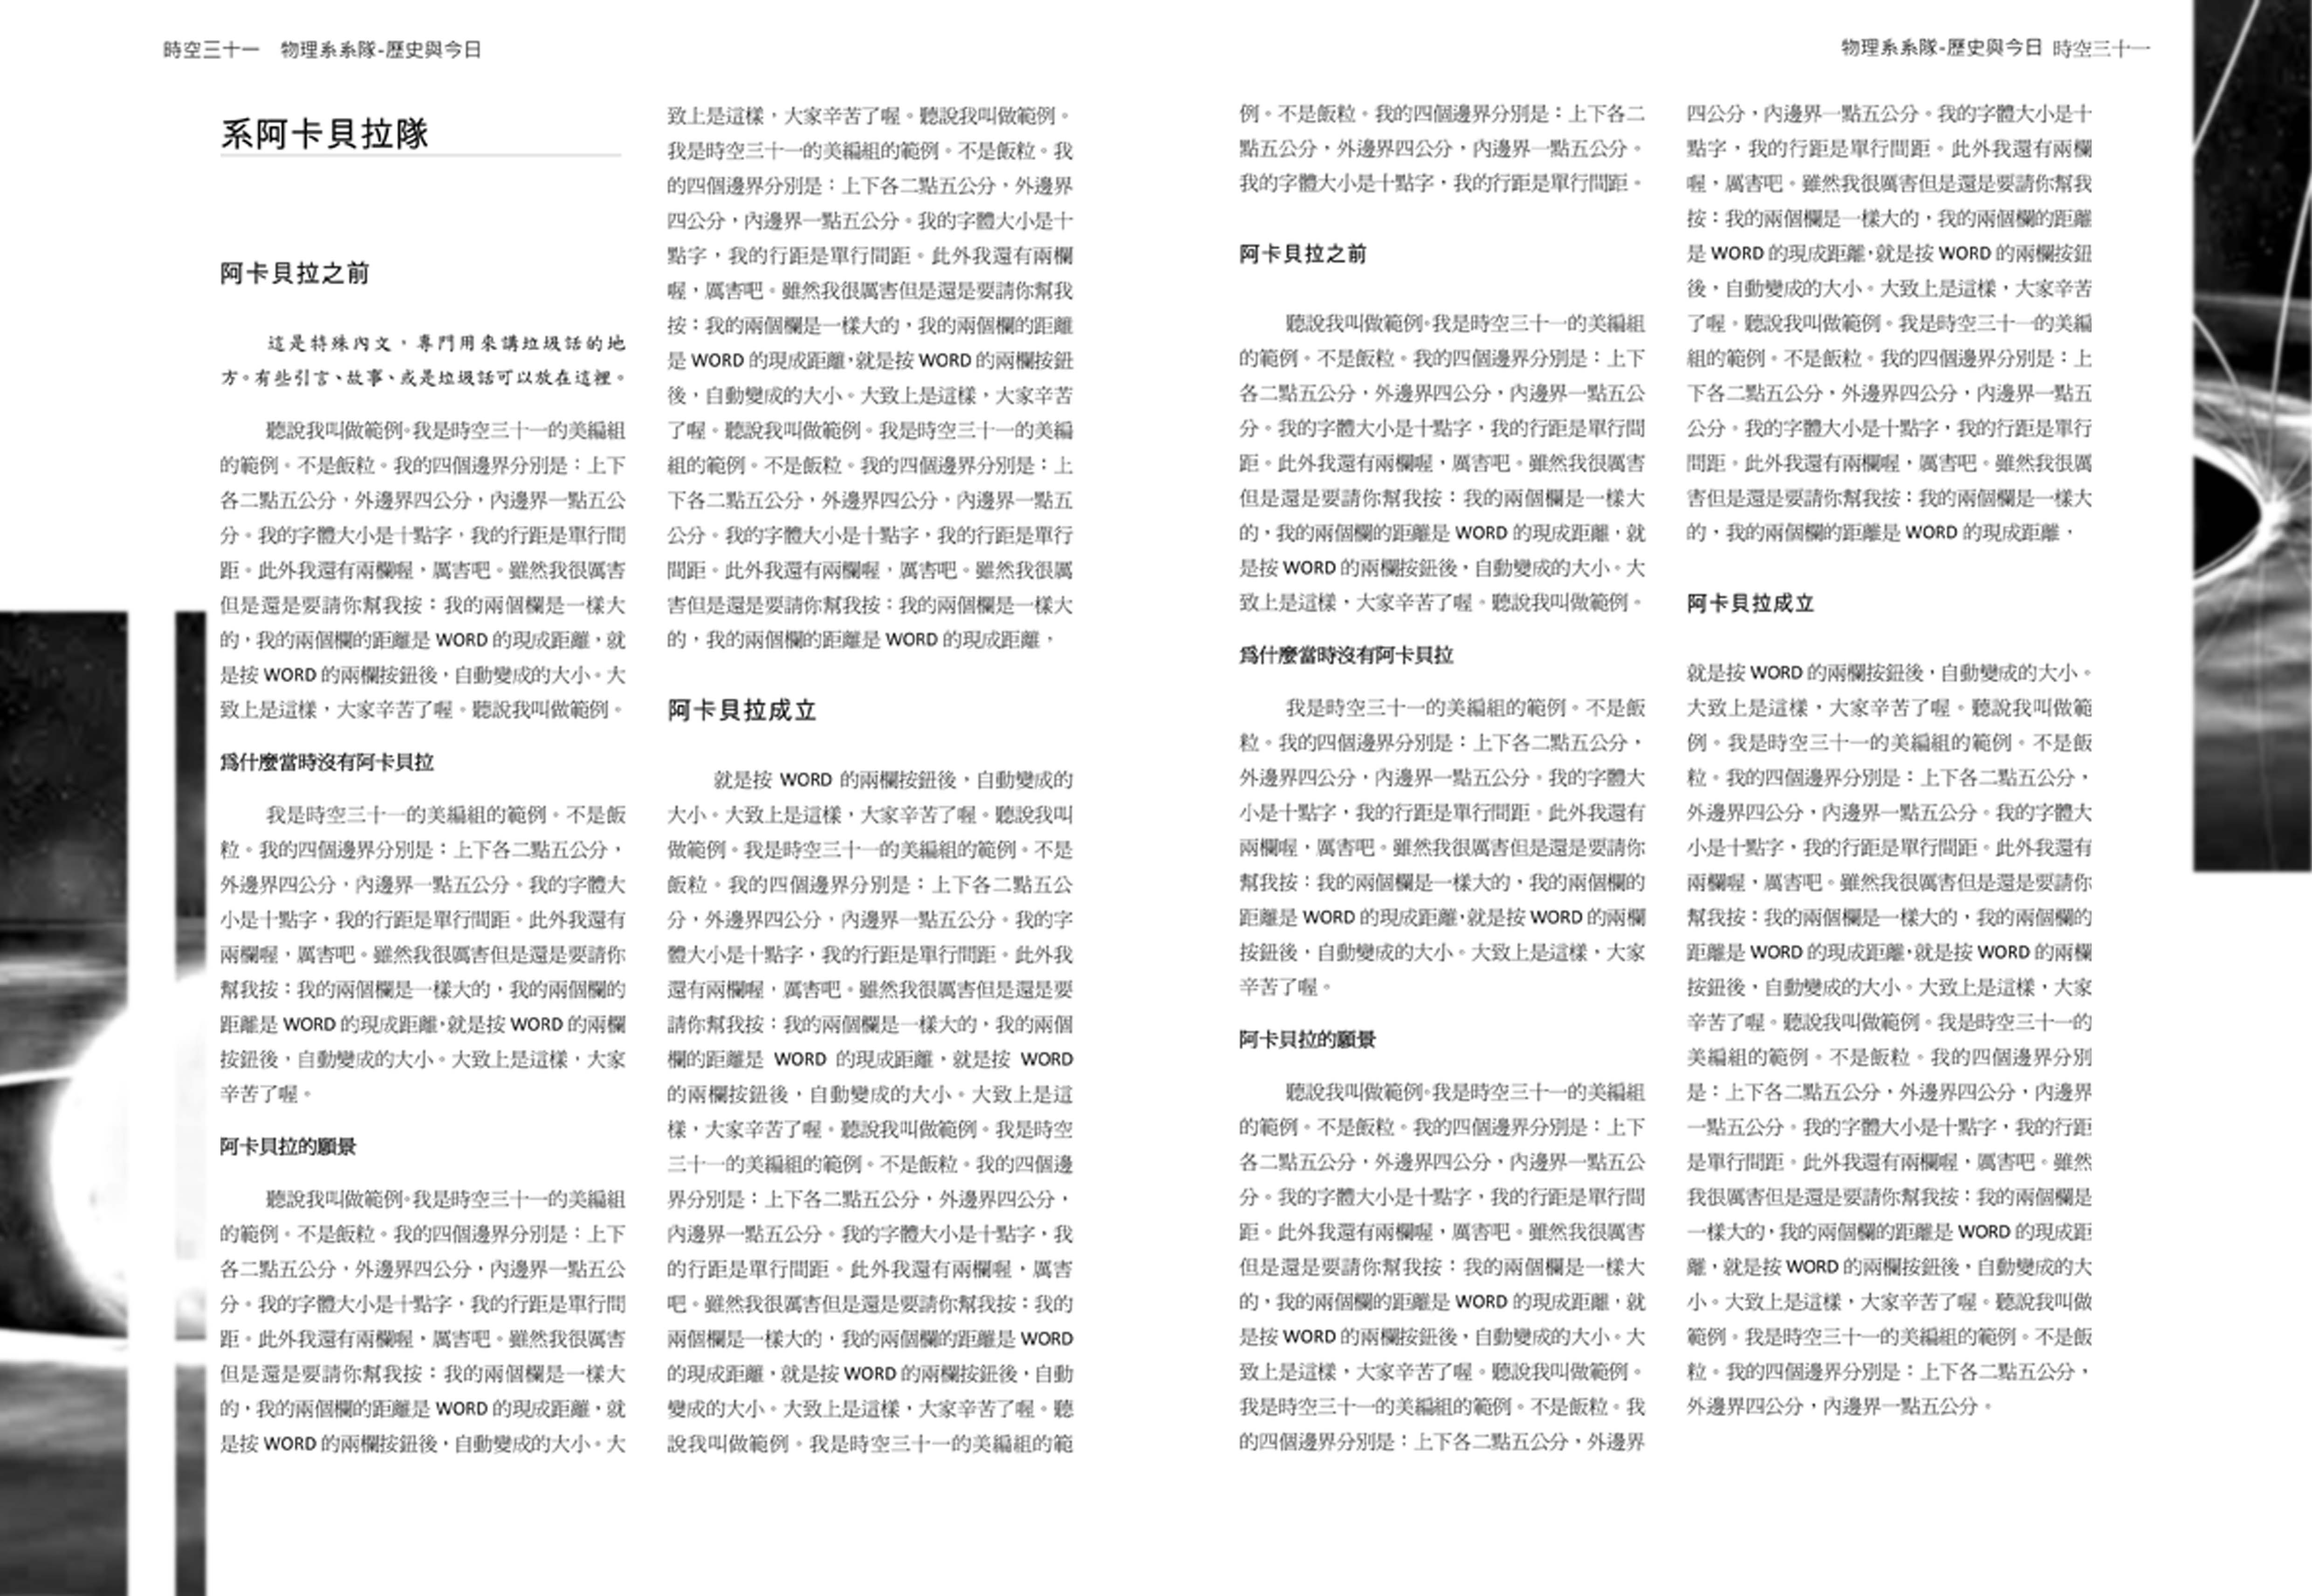 時空三十一　物理系系隊-歷史與今日
系阿卡貝拉隊
阿卡貝拉之前
這是特殊內文，專門用來講垃圾話的地
方。有些引言、故事、或是垃圾話可以放在這裡。
聽說我叫做範例。我是時空三十一的美編組
的範例。不是飯粒。我的四個邊界分別是：上下
各二點五公分，外邊界四公分，內邊界一點五公
分。我的字體大小是十點字，我的行距是單行間
距。此外我還有兩欄喔，厲害吧。雖然我很厲害
但是還是要請你幫我按：我的兩個欄是一樣大
的，我的兩個欄的距離是 WORD 的現成距離，就
是按 WORD 的兩欄按鈕後，自動變成的大小。大
致上是這樣，大家辛苦了喔。聽說我叫做範例。
為什麼當時沒有阿卡貝拉
我是時空三十一的美編組的範例。不是飯
粒。我的四個邊界分別是：上下各二點五公分，
外邊界四公分，內邊界一點五公分。我的字體大
小是十點字，我的行距是單行間距。此外我還有
兩欄喔，厲害吧。雖然我很厲害但是還是要請你
幫我按：我的兩個欄是一樣大的，我的兩個欄的
距離是 WORD 的現成距離，就是按 WORD 的兩欄
按鈕後，自動變成的大小。大致上是這樣，大家
辛苦了喔。
阿卡貝拉的願景
聽說我叫做範例。我是時空三十一的美編組
的範例。不是飯粒。我的四個邊界分別是：上下
各二點五公分，外邊界四公分，內邊界一點五公
分。我的字體大小是十點字，我的行距是單行間
距。此外我還有兩欄喔，厲害吧。雖然我很厲害
但是還是要請你幫我按：我的兩個欄是一樣大
的，我的兩個欄的距離是 WORD 的現成距離，就
是按 WORD 的兩欄按鈕後，自動變成的大小。大
致上是這樣，大家辛苦了喔。聽說我叫做範例。
我是時空三十一的美編組的範例。不是飯粒。我
的四個邊界分別是：上下各二點五公分，外邊界
四公分，內邊界一點五公分。我的字體大小是十
點字，我的行距是單行間距。此外我還有兩欄
喔，厲害吧。雖然我很厲害但是還是要請你幫我
按：我的兩個欄是一樣大的，我的兩個欄的距離
是 WORD 的現成距離，就是按 WORD 的兩欄按鈕
後，自動變成的大小。大致上是這樣，大家辛苦
了喔。聽說我叫做範例。我是時空三十一的美編
組的範例。不是飯粒。我的四個邊界分別是：上
下各二點五公分，外邊界四公分，內邊界一點五
公分。我的字體大小是十點字，我的行距是單行
間距。此外我還有兩欄喔，厲害吧。雖然我很厲
害但是還是要請你幫我按：我的兩個欄是一樣大
的，我的兩個欄的距離是 WORD 的現成距離，
阿卡貝拉成立
就是按 WORD 的兩欄按鈕後，自動變成的
大小。大致上是這樣，大家辛苦了喔。聽說我叫
做範例。我是時空三十一的美編組的範例。不是
飯粒。我的四個邊界分別是：上下各二點五公
分，外邊界四公分，內邊界一點五公分。我的字
體大小是十點字，我的行距是單行間距。此外我
還有兩欄喔，厲害吧。雖然我很厲害但是還是要
請你幫我按：我的兩個欄是一樣大的，我的兩個
欄的距離是 WORD 的現成距離，就是按 WORD
的兩欄按鈕後，自動變成的大小。大致上是這
樣，大家辛苦了喔。聽說我叫做範例。我是時空
三十一的美編組的範例。不是飯粒。我的四個邊
界分別是：上下各二點五公分，外邊界四公分，
內邊界一點五公分。我的字體大小是十點字，我
的行距是單行間距。此外我還有兩欄喔，厲害
吧。雖然我很厲害但是還是要請你幫我按：我的
兩個欄是一樣大的，我的兩個欄的距離是 WORD
的現成距離，就是按 WORD 的兩欄按鈕後，自動
變成的大小。大致上是這樣，大家辛苦了喔。聽
說我叫做範例。我是時空三十一的美編組的範
物理系系隊-歷史與今日 時空三十一
例。不是飯粒。我的四個邊界分別是：上下各二
點五公分，外邊界四公分，內邊界一點五公分。
我的字體大小是十點字，我的行距是單行間距。
阿卡貝拉之前
聽說我叫做範例。我是時空三十一的美編組
的範例。不是飯粒。我的四個邊界分別是：上下
各二點五公分，外邊界四公分，內邊界一點五公
分。我的字體大小是十點字，我的行距是單行間
距。此外我還有兩欄喔，厲害吧。雖然我很厲害
但是還是要請你幫我按：我的兩個欄是一樣大
的，我的兩個欄的距離是 WORD 的現成距離，就
是按 WORD 的兩欄按鈕後，自動變成的大小。大
致上是這樣，大家辛苦了喔。聽說我叫做範例。
為什麼當時沒有阿卡貝拉
我是時空三十一的美編組的範例。不是飯
粒。我的四個邊界分別是：上下各二點五公分，
外邊界四公分，內邊界一點五公分。我的字體大
小是十點字，我的行距是單行間距。此外我還有
兩欄喔，厲害吧。雖然我很厲害但是還是要請你
幫我按：我的兩個欄是一樣大的，我的兩個欄的
距離是 WORD 的現成距離，就是按 WORD 的兩欄
按鈕後，自動變成的大小。大致上是這樣，大家
辛苦了喔。
阿卡貝拉的願景
聽說我叫做範例。我是時空三十一的美編組
的範例。不是飯粒。我的四個邊界分別是：上下
各二點五公分，外邊界四公分，內邊界一點五公
分。我的字體大小是十點字，我的行距是單行間
距。此外我還有兩欄喔，厲害吧。雖然我很厲害
但是還是要請你幫我按：我的兩個欄是一樣大
的，我的兩個欄的距離是 WORD 的現成距離，就
是按 WORD 的兩欄按鈕後，自動變成的大小。大
致上是這樣，大家辛苦了喔。聽說我叫做範例。
我是時空三十一的美編組的範例。不是飯粒。我
的四個邊界分別是：上下各二點五公分，外邊界
四公分，內邊界一點五公分。我的字體大小是十
點字，我的行距是單行間距。此外我還有兩欄
喔，厲害吧。雖然我很厲害但是還是要請你幫我
按：我的兩個欄是一樣大的，我的兩個欄的距離
是 WORD 的現成距離，就是按 WORD 的兩欄按鈕
後，自動變成的大小。大致上是這樣，大家辛苦
了喔。聽說我叫做範例。我是時空三十一的美編
組的範例。不是飯粒。我的四個邊界分別是：上
下各二點五公分，外邊界四公分，內邊界一點五
公分。我的字體大小是十點字，我的行距是單行
間距。此外我還有兩欄喔，厲害吧。雖然我很厲
害但是還是要請你幫我按：我的兩個欄是一樣大
的，我的兩個欄的距離是 WORD 的現成距離，
阿卡貝拉成立
就是按 WORD 的兩欄按鈕後，自動變成的大小。
大致上是這樣，大家辛苦了喔。聽說我叫做範
例。我是時空三十一的美編組的範例。不是飯
粒。我的四個邊界分別是：上下各二點五公分，
外邊界四公分，內邊界一點五公分。我的字體大
小是十點字，我的行距是單行間距。此外我還有
兩欄喔，厲害吧。雖然我很厲害但是還是要請你
幫我按：我的兩個欄是一樣大的，我的兩個欄的
距離是 WORD 的現成距離，就是按 WORD 的兩欄
按鈕後，自動變成的大小。大致上是這樣，大家
辛苦了喔。聽說我叫做範例。我是時空三十一的
美編組的範例。不是飯粒。我的四個邊界分別
是：上下各二點五公分，外邊界四公分，內邊界
一點五公分。我的字體大小是十點字，我的行距
是單行間距。此外我還有兩欄喔，厲害吧。雖然
我很厲害但是還是要請你幫我按：我的兩個欄是
一樣大的，我的兩個欄的距離是 WORD 的現成距
離，就是按 WORD 的兩欄按鈕後，自動變成的大
小。大致上是這樣，大家辛苦了喔。聽說我叫做
範例。我是時空三十一的美編組的範例。不是飯
粒。我的四個邊界分別是：上下各二點五公分，
外邊界四公分，內邊界一點五公分。